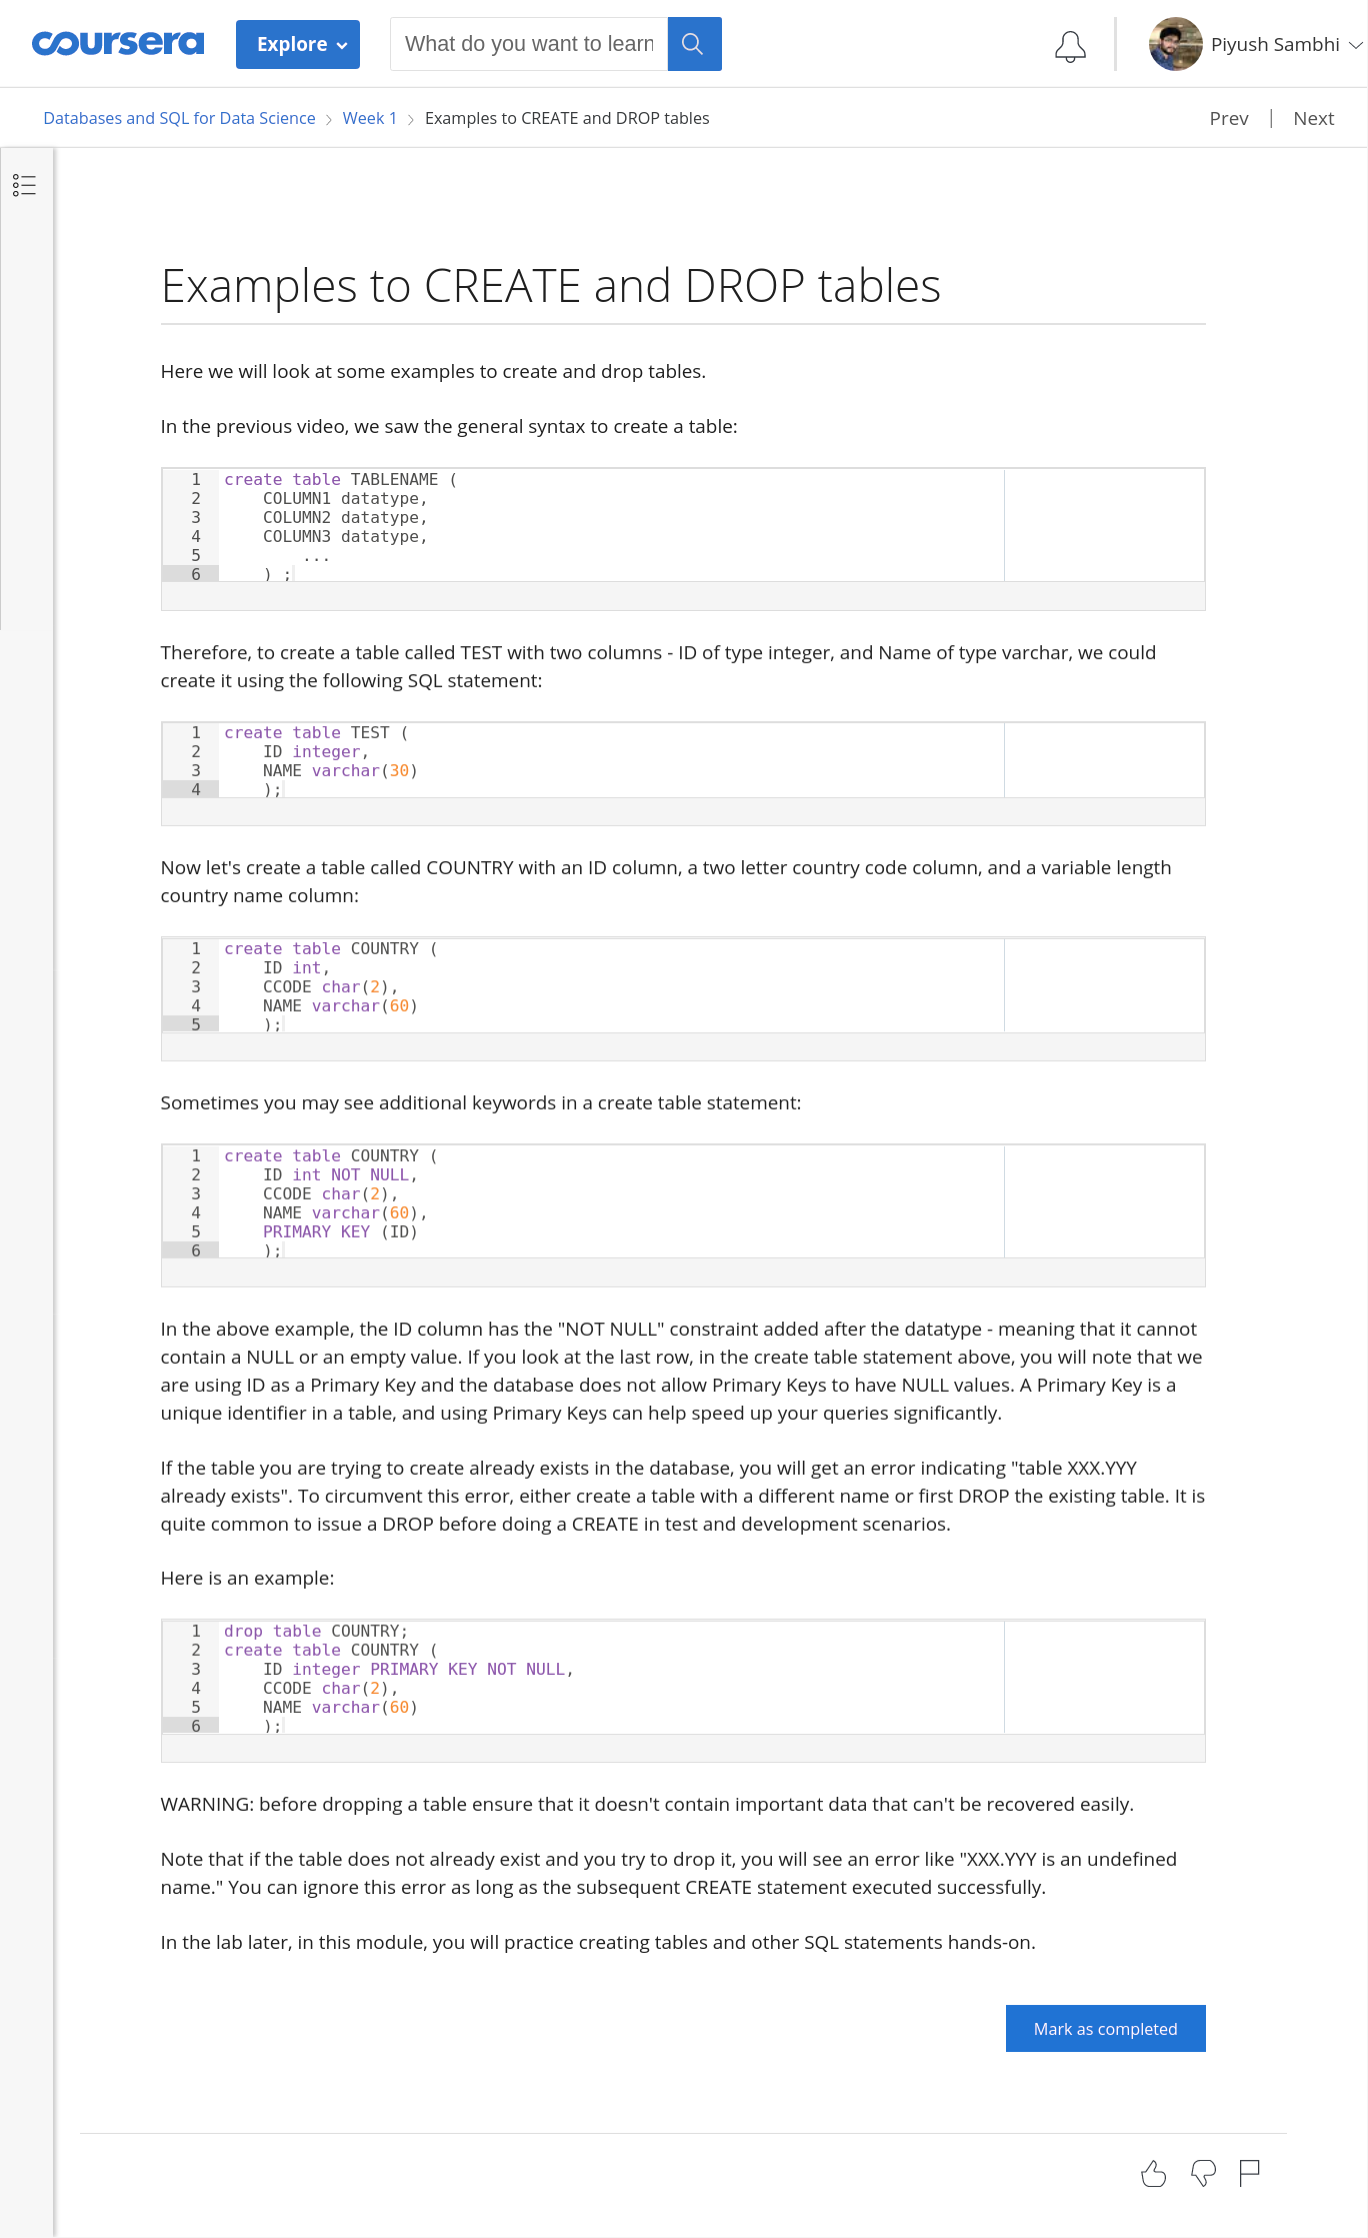 coursera
Explore
What do you want to learn
Piyush Sambhi
Databases and SQL for Data Science > Week 1 > Examples to CREATE and DROP tables
Prev | Next
Examples to CREATE and DROP tables
Here we will look at some examples to create and drop tables.
In the previous video, we saw the general syntax to create a table:
1 create table TABLENAME (
2     COLUMN1 datatype,
3     COLUMN2 datatype,
4     COLUMN3 datatype,
5         ...
6     ) ;
Therefore, to create a table called TEST with two columns - ID of type integer, and Name of type varchar, we could
create it using the following SQL statement:
1 create table TEST (
2     ID integer,
3     NAME varchar(30)
4     );
Now let's create a table called COUNTRY with an ID column, a two letter country code column, and a variable length
country name column:
1 create table COUNTRY (
2     ID int,
3     CCODE char(2),
4     NAME varchar(60)
5     );
Sometimes you may see additional keywords in a create table statement:
1 create table COUNTRY (
2     ID int NOT NULL,
3     CCODE char(2),
4     NAME varchar(60),
5     PRIMARY KEY (ID)
6     );
In the above example, the ID column has the "NOT NULL" constraint added after the datatype - meaning that it cannot
contain a NULL or an empty value. If you look at the last row, in the create table statement above, you will note that we
are using ID as a Primary Key and the database does not allow Primary Keys to have NULL values. A Primary Key is a
unique identifier in a table, and using Primary Keys can help speed up your queries significantly.
If the table you are trying to create already exists in the database, you will get an error indicating "table XXX.YYY
already exists". To circumvent this error, either create a table with a different name or first DROP the existing table. It is
quite common to issue a DROP before doing a CREATE in test and development scenarios.
Here is an example:
1 drop table COUNTRY;
2 create table COUNTRY (
3     ID integer PRIMARY KEY NOT NULL,
4     CCODE char(2),
5     NAME varchar(60)
6     );
WARNING: before dropping a table ensure that it doesn't contain important data that can't be recovered easily.
Note that if the table does not already exist and you try to drop it, you will see an error like "XXX.YYY is an undefined
name." You can ignore this error as long as the subsequent CREATE statement executed successfully.
In the lab later, in this module, you will practice creating tables and other SQL statements hands-on.
Mark as completed